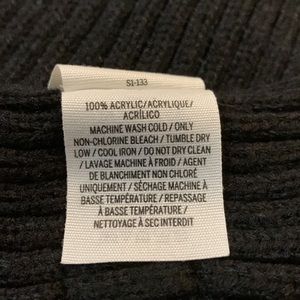 S1-133
100% ACRYLIC/ACRYLIQUE/
ACRÍLICO
MACHINE WASH COLD / ONLY
NON-CHLORINE BLEACH / TUMBLE DRY
LOW / COOL IRON / DO NOT DRY CLEAN
/ LAVAGE MACHINE À FROID / AGENT
DE BLANCHIMENT NON CHLORÉ
UNIQUEMENT / SÉCHAGE MACHINE À
BASSE TEMPÉRATURE / REPASSAGE
À BASSE TEMPÉRATURE /
NETTOYAGE À SEC INTERDIT